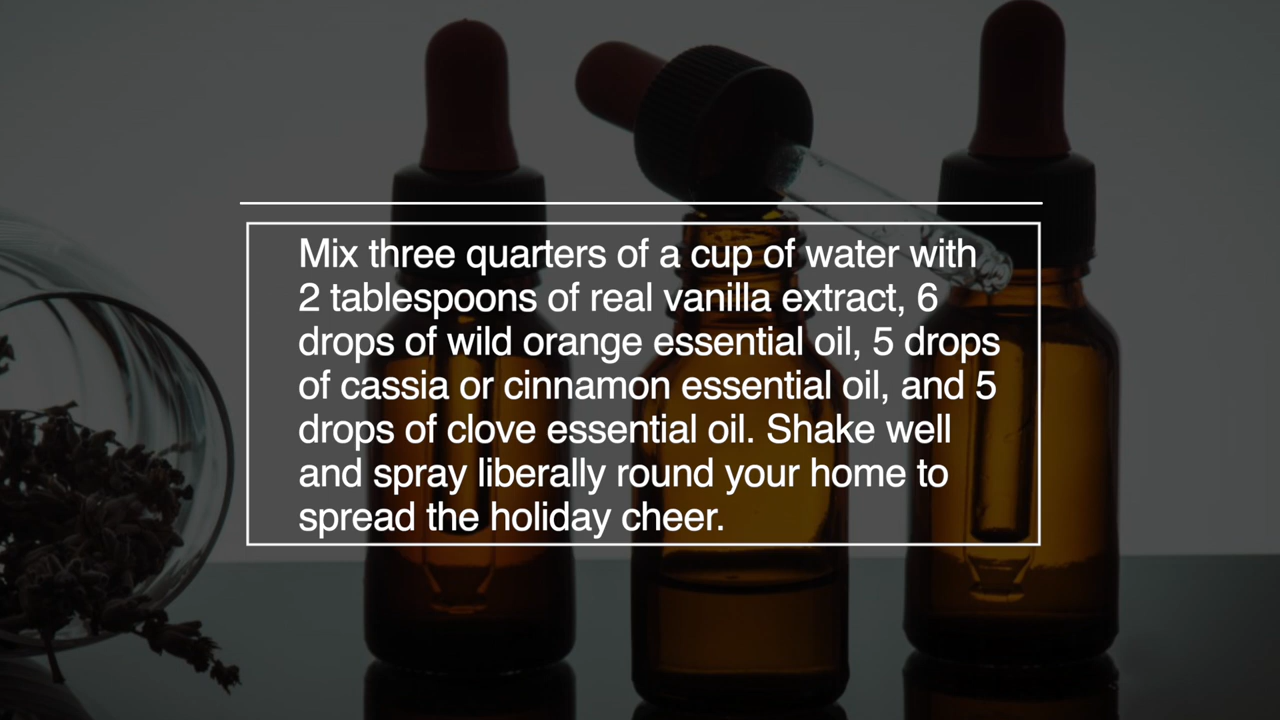 Mix three quarters of a cup of water with
2 tablespoons of real vanilla extract, 6
drops of wild orange essential oil, 5 drops
of cassia or cinnamon essential oil, and 5
drops of clove essential oil. Shake well
and spray liberally round your home to
spread the holiday cheer.